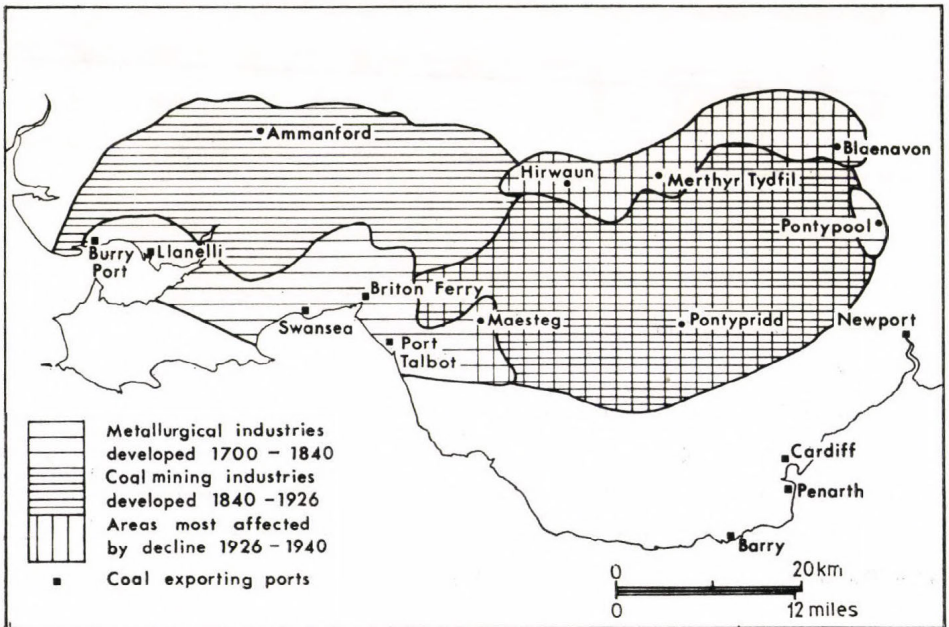 Ammanford
Blaenavon
Hirwaun
Merthyr Tydfil
Pontypool
Burry
Port
Llanelli
Briton Ferry
Swansea
Maesteg
Pontypridd
Newport
Port
Talbot
Metallurgical industries
developed 1700 - 1840
Coal mining industries
developed 1840 - 1926
Areas most affected
by decline 1926 - 1940
Coal exporting ports
Cardiff
Penarth
Barry
0 20 km
0 12 miles